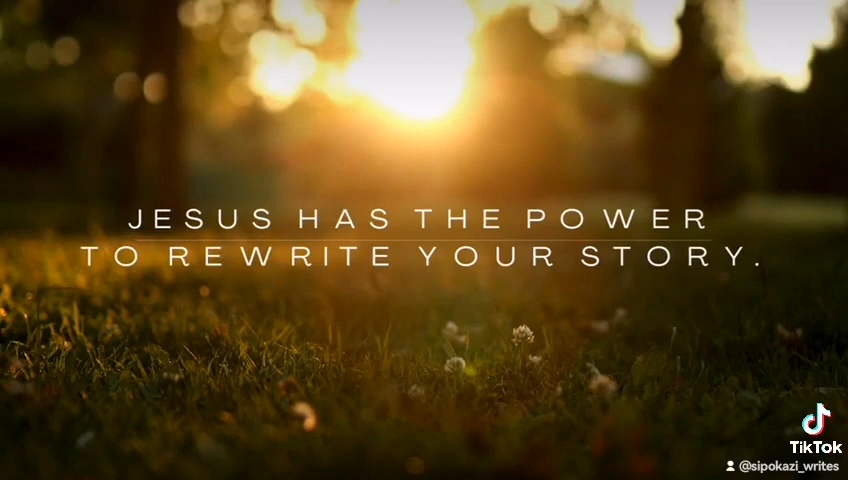 JESUS HAS THE POWER
TO REWRITE YOUR STORY.
TikTok
@sipokazi_writes